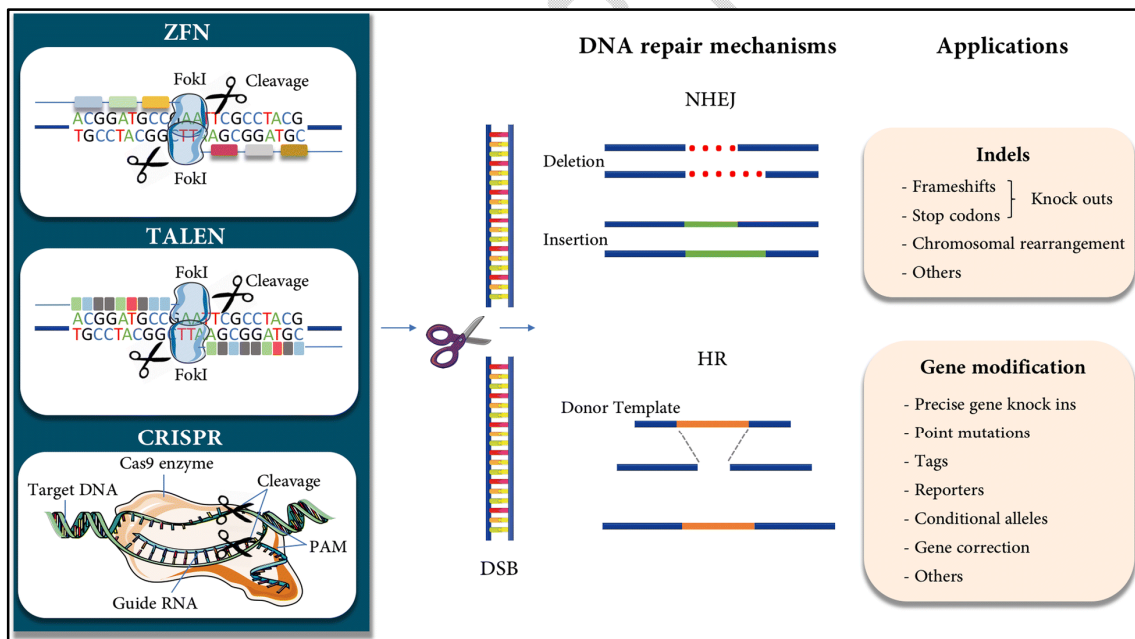 ZFN
FokI
Cleavage
ACGGATGCCGAATTCGCCTACG
TGCCTACGGCTTAAGCGGATGC
FokI
TALEN
FokI
Cleavage
ACGGATGCCGAATTCGCCTACG
TGCCTACGGCTTAAGCGGATGC
FokI
CRISPR
Cas9 enzyme
Target DNA
Cleavage
PAM
Guide RNA
DSB
DNA repair mechanisms
NHEJ
Deletion
Insertion
HR
Donor Template
Applications
Indels
- Frameshifts
- Stop codons
Knock outs
- Chromosomal rearrangement
- Others
Gene modification
- Precise gene knock ins
- Point mutations
- Tags
- Reporters
- Conditional alleles
- Gene correction
- Others